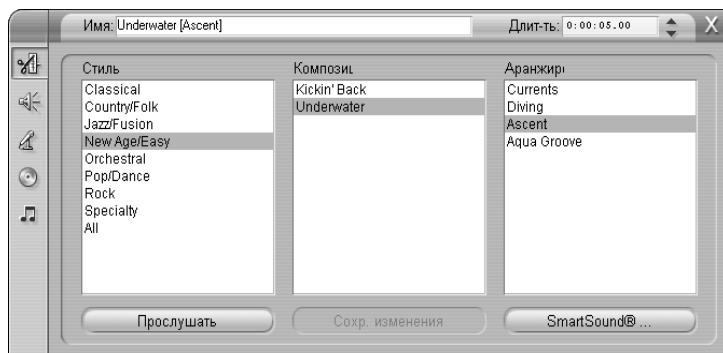 Имя: Underwater [Ascent]
Длит-ть: 0:00:05.00
X
Стиль
Композиц
Аранжир
Classical
Country/Folk
Jazz/Fusion
New Age/Easy
Orchestral
Pop/Dance
Rock
Specialty
All
Kickin' Back
Underwater
Currents
Diving
Ascent
Aqua Groove
Прослушать
Сохр. изменения
SmartSound® ...